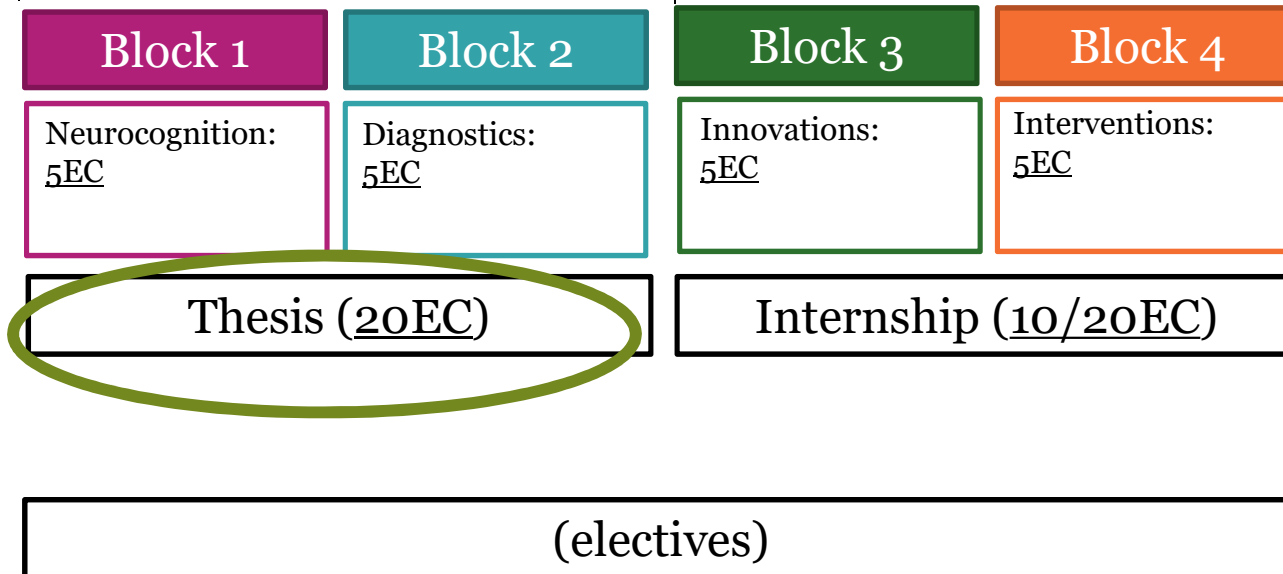 Block 1
Block 2
Block 3
Block 4
Neurocognition:
5EC
Diagnostics:
5EC
Innovations:
5EC
Interventions:
5EC
Thesis (20EC)
Internship (10/20EC)
(electives)